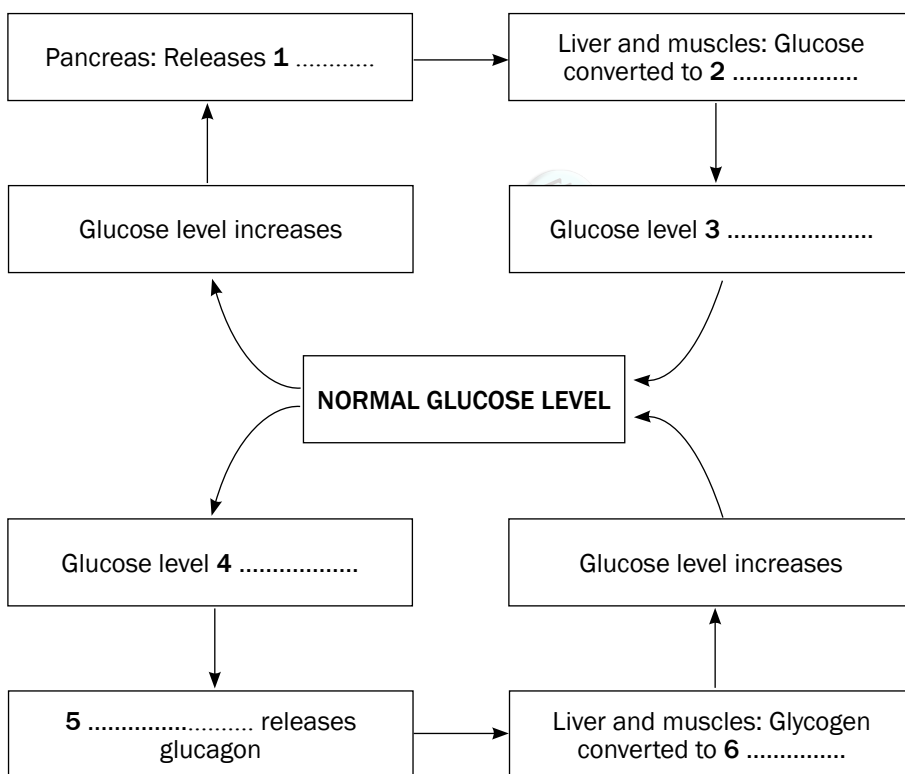 Pancreas: Releases 1 ............
Liver and muscles: Glucose
converted to 2 ...................
Glucose level increases
Glucose level 3 ......................
NORMAL GLUCOSE LEVEL
Glucose level 4 ..................
Glucose level increases
5 ......................... releases
glucagon
Liver and muscles: Glycogen
converted to 6 ...............